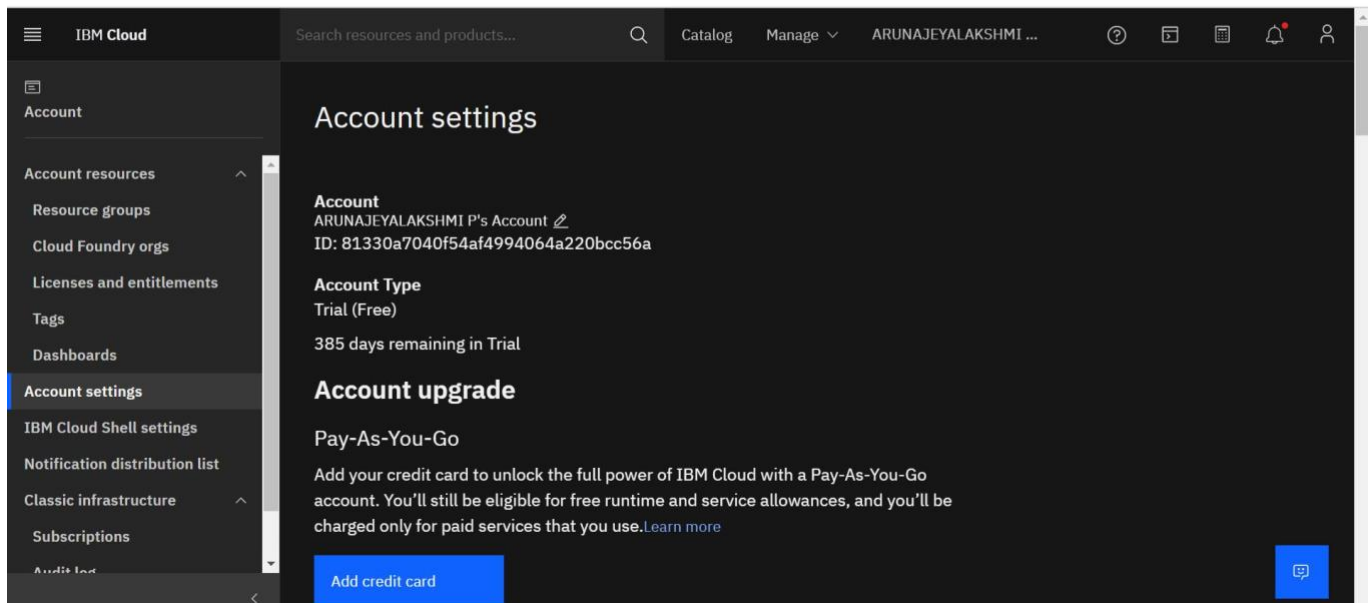 IBM Cloud
Search resources and products...
Catalog
Manage
ARUNAJEYALAKSHMI ...
Account
Account resources
Resource groups
Cloud Foundry orgs
Licenses and entitlements
Tags
Dashboards
Account settings
IBM Cloud Shell settings
Notification distribution list
Classic infrastructure
Subscriptions
Audit log
Account settings
Account
ARUNAJEYALAKSHMI P's Account
ID: 81330a7040f54af4994064a220bcc56a
Account Type
Trial (Free)
385 days remaining in Trial
Account upgrade
Pay-As-You-Go
Add your credit card to unlock the full power of IBM Cloud with a Pay-As-You-Go
account. You’ll still be eligible for free runtime and service allowances, and you’ll be
charged only for paid services that you use.Learn more
Add credit card